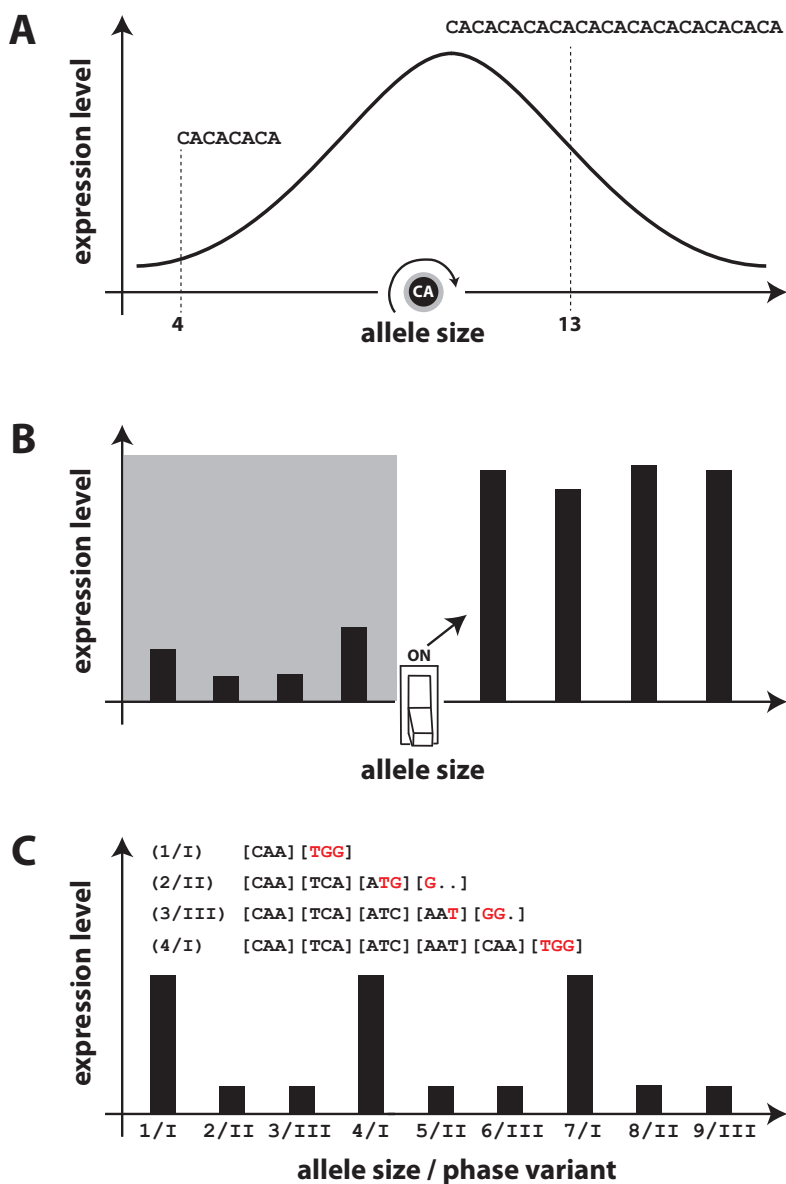 A
CACACACACACACACACACACACACA
CACACACA
expression level
CA
4
allele size
13
B
expression level
ON
allele size
C
expression level
(1/I) [CAA][TGG]
(2/II) [CAA][TCA][ATG][G..]
(3/III) [CAA][TCA][ATC][AAT][GG.]
(4/I) [CAA][TCA][ATC][AAT][CAA][TGG]
1/I 2/II 3/III 4/I 5/II 6/III 7/I 8/II 9/III
allele size / phase variant